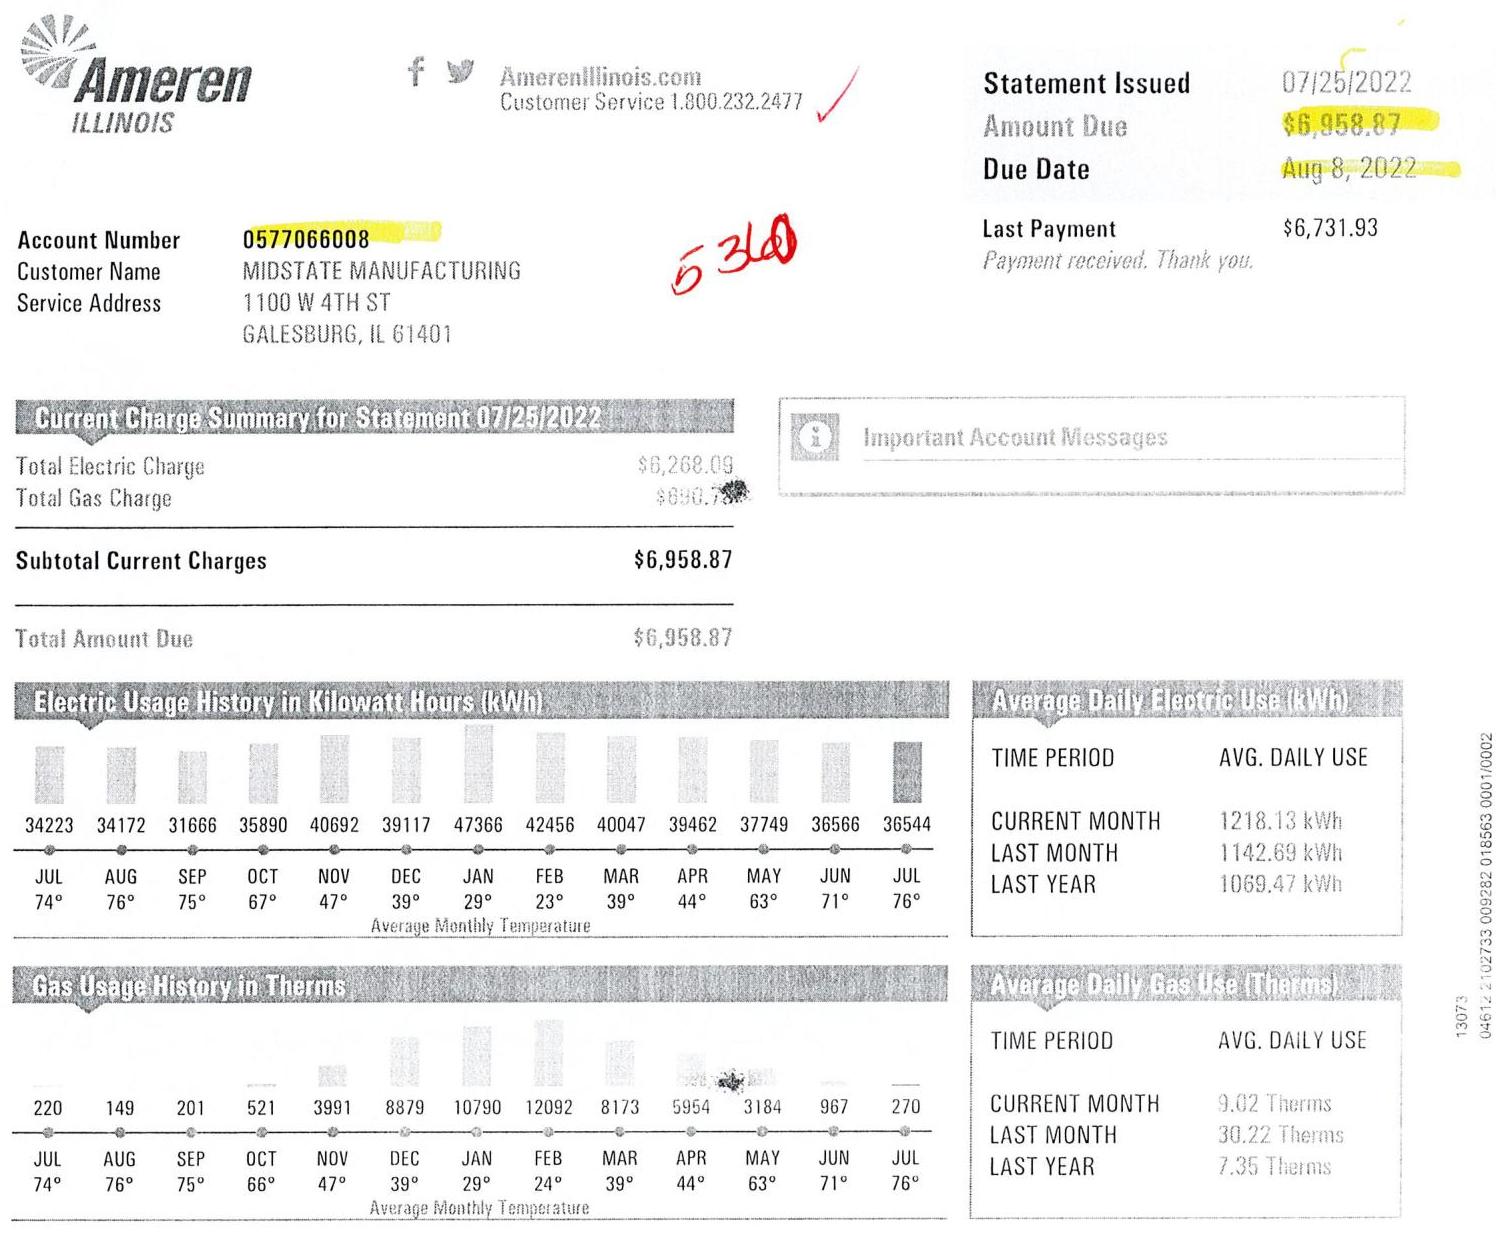 Ameren
ILLINOIS
AmerenIllinois.com
Customer Service 1.800.232.2477
Statement Issued 07/25/2022
Amount Due $6,958.87
Due Date Aug 8, 2022
Last Payment $6,731.93
Payment received. Thank you.
Account Number 0577066008
Customer Name MIDSTATE MANUFACTURING
Service Address 1100 W 4TH ST
GALESBURG, IL 61401
5360
Current Charge Summary for Statement 07/25/2022
Total Electric Charge $6,268.09
Total Gas Charge
Subtotal Current Charges $6,958.87
Total Amount Due $6,958.87
Important Account Messages
Electric Usage History in Kilowatt Hours (kWh)
34223 34172 31666 35890 40692 39117 47366 42456 40047 39462 37749 36566 36544
JUL AUG SEP OCT NOV DEC JAN FEB MAR APR MAY JUN JUL
74° 76° 75° 67° 47° 39° 29° 23° 39° 44° 63° 71° 76°
Average Monthly Temperature
Average Daily Electric Use (kWh)
TIME PERIOD AVG. DAILY USE
CURRENT MONTH 1218.13 kWh
LAST MONTH 1142.69 kWh
LAST YEAR 1069.47 kWh
Gas Usage History in Therms
220 149 201 521 3991 8879 10790 12092 8173 5954 3184 967 270
JUL AUG SEP OCT NOV DEC JAN FEB MAR APR MAY JUN JUL
74° 76° 75° 66° 47° 39° 29° 24° 39° 44° 63° 71° 76°
Average Monthly Temperature
Average Daily Gas Use (Therms)
TIME PERIOD AVG. DAILY USE
CURRENT MONTH 9.02 Therms
LAST MONTH 30.22 Therms
LAST YEAR 7.35 Therms
13073
04612 2102733 009282 018563 0001/0002